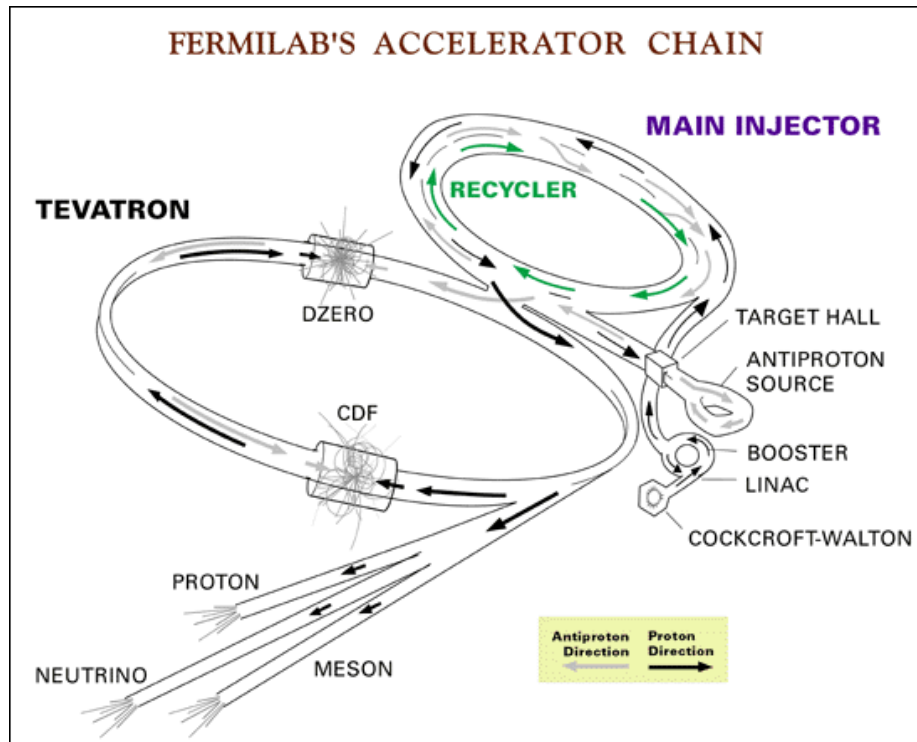 FERMILAB'S ACCELERATOR CHAIN
MAIN INJECTOR
RECYCLER
TEVATRON
DZERO
TARGET HALL
ANTIPROTON
SOURCE
CDF
BOOSTER
LINAC
COCKCROFT-WALTON
PROTON
NEUTRINO
MESON
Antiproton Direction
Proton Direction